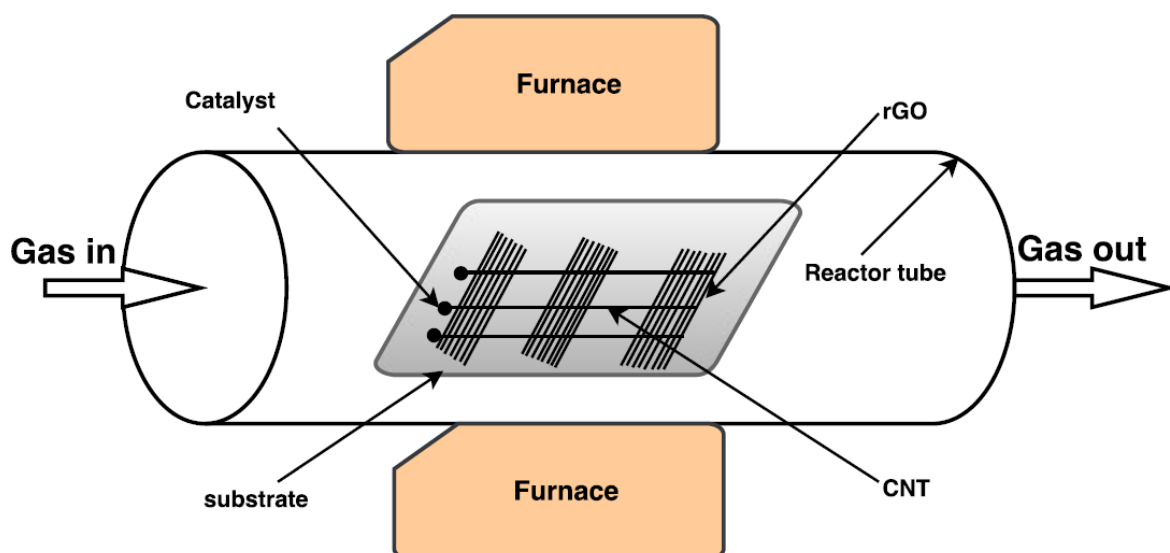 Furnace
Catalyst
rGO
Gas in
Gas out
Reactor tube
substrate
Furnace
CNT